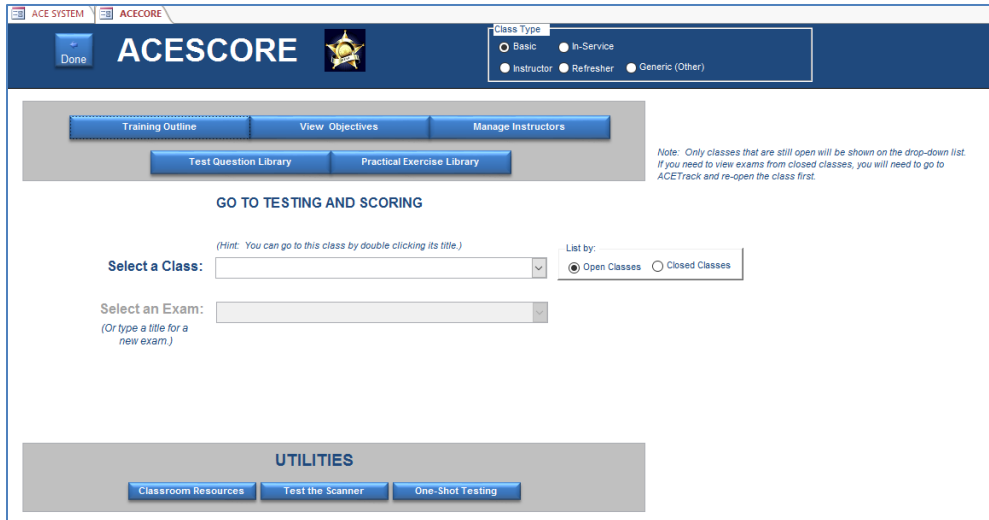 ACE SYSTEM ACECORE
Class Type
Done ACESCORE
Basic In-Service
Instructor Refresher Generic (Other)
Training Outline View Objectives Manage Instructors
Test Question Library Practical Exercise Library
Note: Only classes that are still open will be shown on the drop-down list.
If you need to view exams from closed classes, you will need to go to
ACETrack and re-open the class first.
GO TO TESTING AND SCORING
(Hint: You can go to this class by double clicking its title.)
List by:
Select a Class:
Open Classes Closed Classes
Select an Exam:
(Or type a title for a
new exam.)
UTILITIES
Classroom Resources Test the Scanner One-Shot Testing